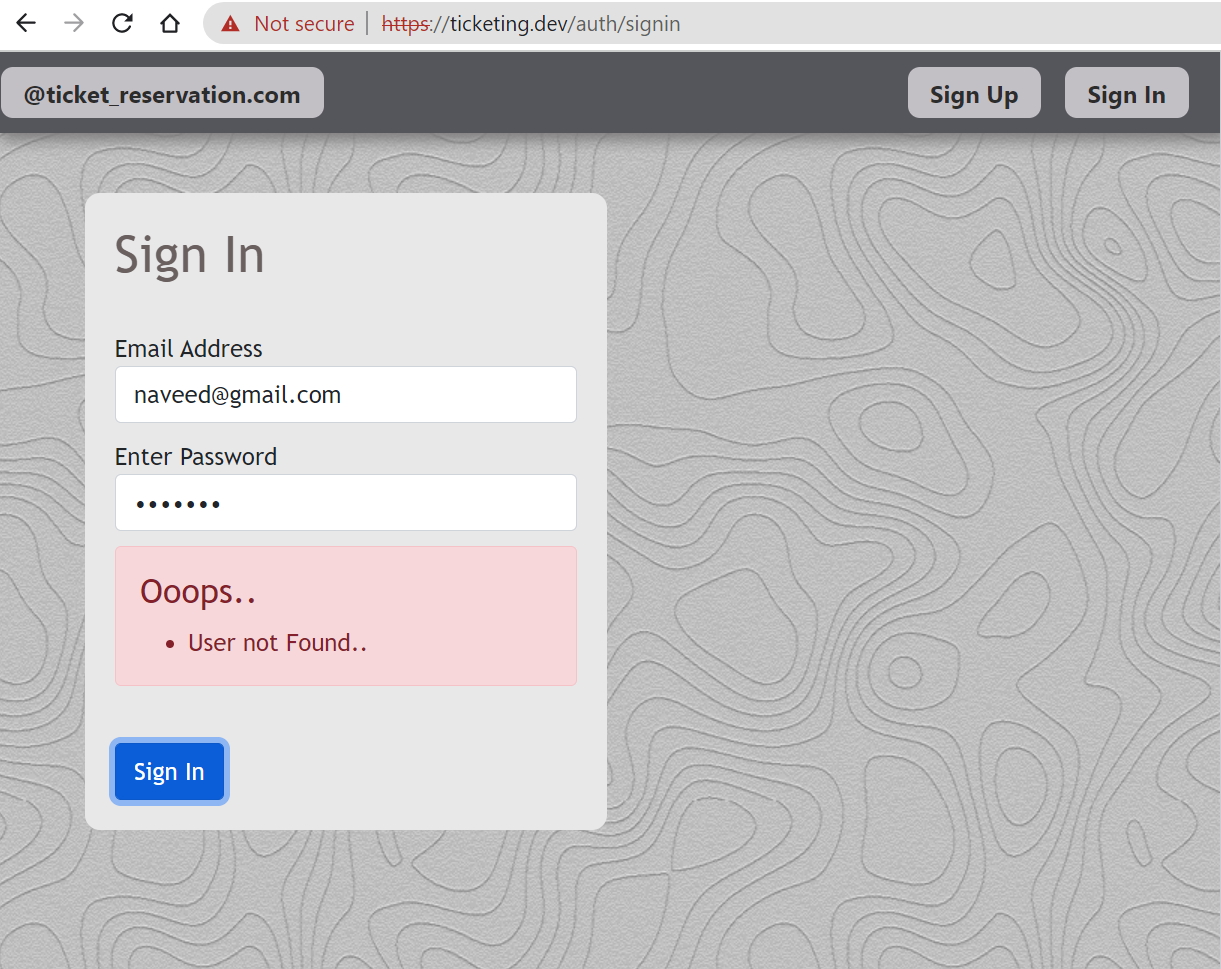 Not secure | https://ticketing.dev/auth/signin
@ticket_reservation.com Sign Up Sign In
Sign In
Email Address
naveed@gmail.com
Enter Password
•••••••
Ooops..
• User not Found..
Sign In